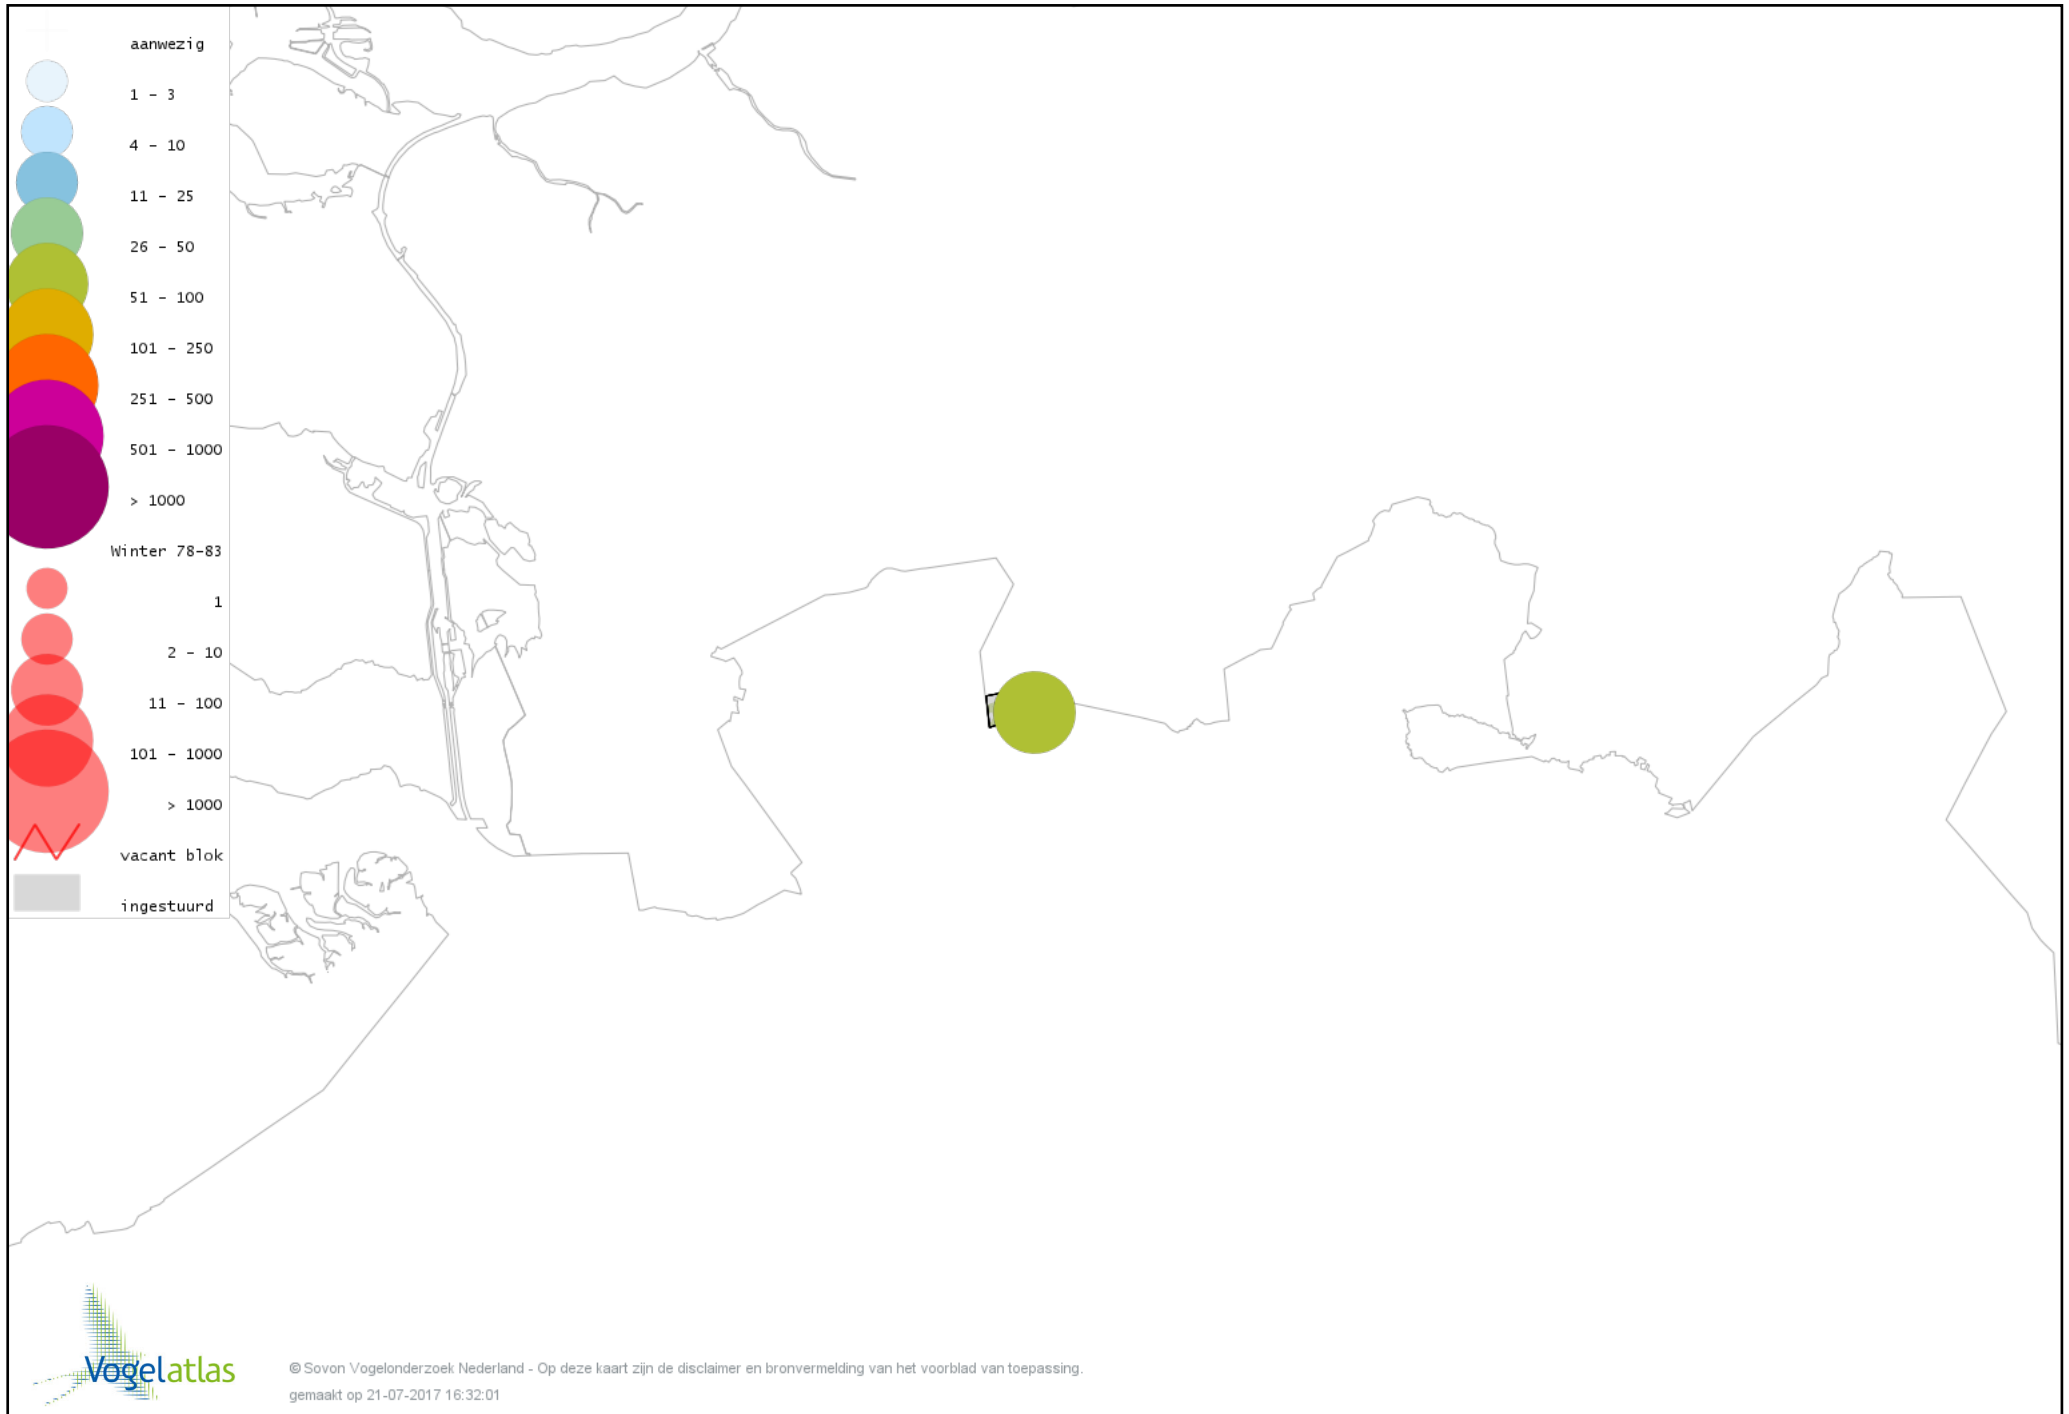 aanwezig
1 - 3
4 - 10
11 - 25
26 - 50
51 - 100
101 - 250
251 - 500
501 - 1000
> 1000
Winter 78-83
1
2 - 10
11 - 100
101 - 1000
> 1000
vacant blok
ingestuurd
Vogelatlas
© Sovon Vogelonderzoek Nederland - Op deze kaart zijn de disclaimer en bronvermelding van het voorblad van toepassing.
gemaakt op 21-07-2017 16:32:01